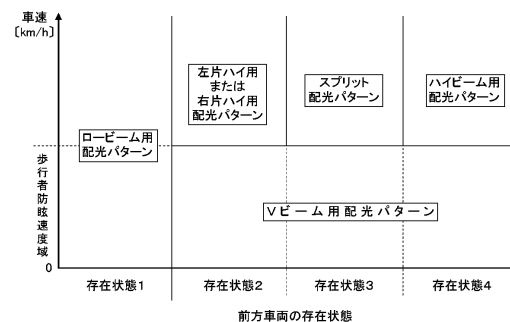 車速
〔km/h〕
左片ハイ用
または
右片ハイ用
配光パターン
スプリット
配光パターン
ハイビーム用
配光パターン
ロービーム用
配光パターン
歩行者防眩速度域
Vビーム用配光パターン
0
存在状態1
存在状態2
存在状態3
存在状態4
前方車両の存在状態